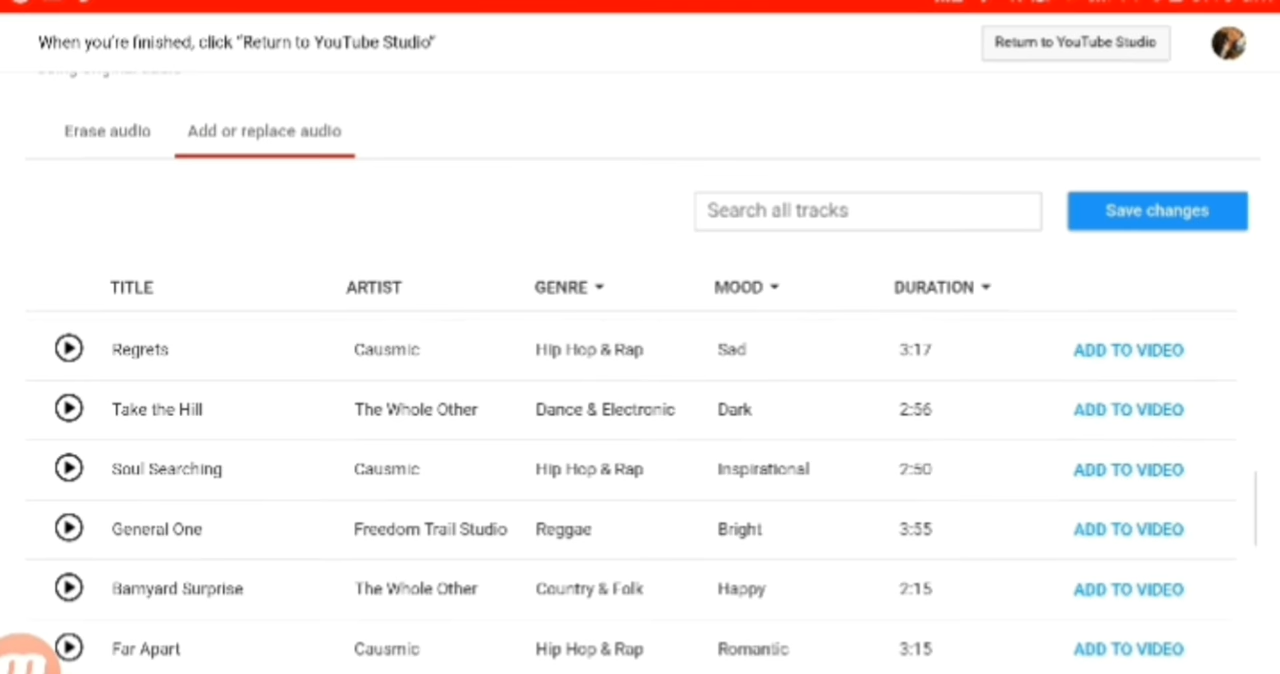 When you're finished, click "Return to YouTube Studio" Return to YouTube Studio
Erase audio Add or replace audio
Search all tracks Save changes
TITLE ARTIST GENRE MOOD DURATION
Regrets Causmic Hip Hop & Rap Sad 3:17 ADD TO VIDEO
Take the Hill The Whole Other Dance & Electronic Dark 2:56 ADD TO VIDEO
Soul Searching Causmic Hip Hop & Rap Inspirational 2:50 ADD TO VIDEO
General One Freedom Trail Studio Reggae Bright 3:55 ADD TO VIDEO
Barnyard Surprise The Whole Other Country & Folk Happy 2:15 ADD TO VIDEO
Far Apart Causmic Hip Hop & Rap Romantic 3:15 ADD TO VIDEO